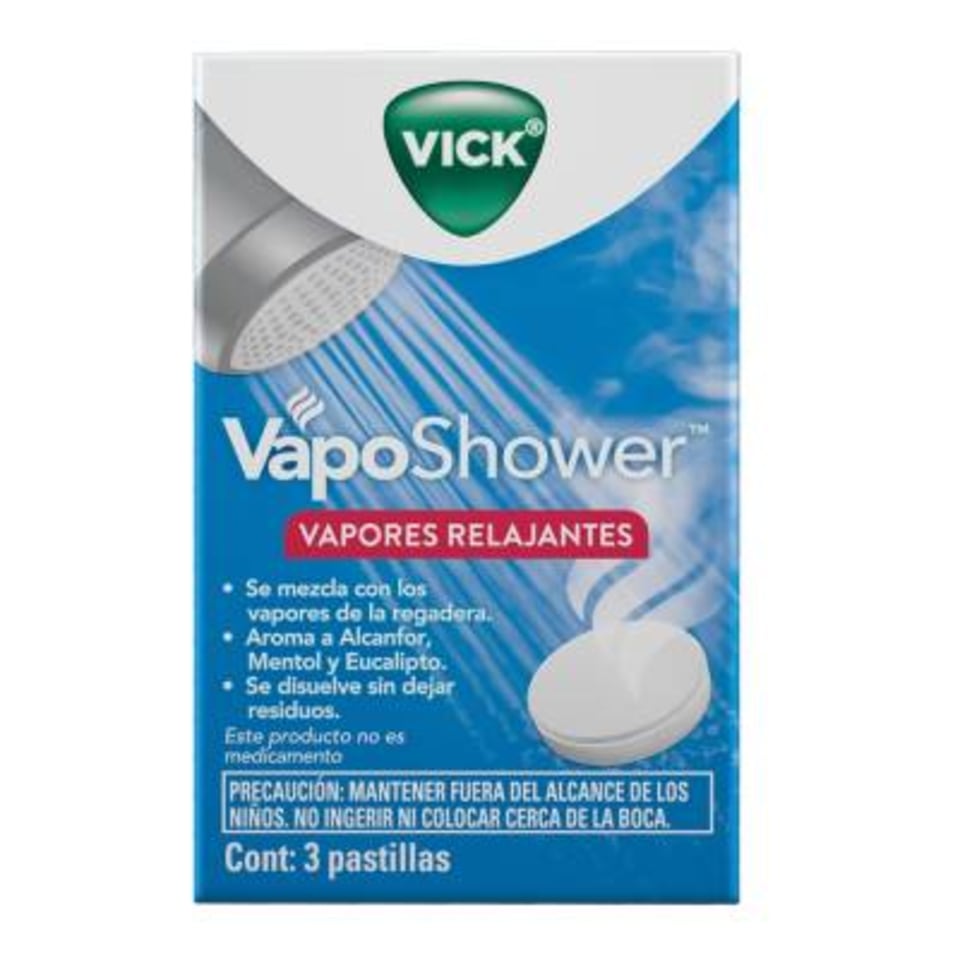 VICK®
VapoShower™
VAPORES RELAJANTES
• Se mezcla con los
vapores de la regadera.
• Aroma a Alcanfor,
Mentol y Eucalipto.
• Se disuelve sin dejar
residuos.
Este producto no es
medicamento
PRECAUCIÓN: MANTENER FUERA DEL ALCANCE DE LOS
NIÑOS. NO INGERIR NI COLOCAR CERCA DE LA BOCA.
Cont: 3 pastillas